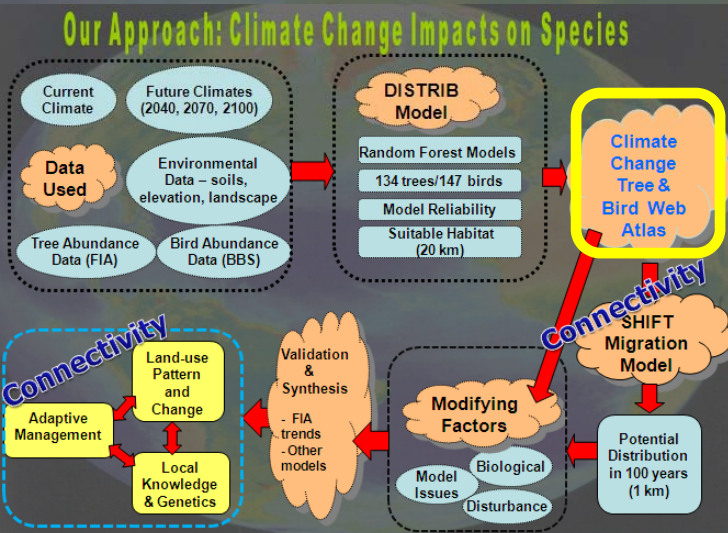 Our Approach: Climate Change Impacts on Species
Current
Climate
Future Climates
(2040, 2070, 2100)
Data
Used
Environmental
Data – soils,
elevation, landscape
Tree Abundance
Data (FIA)
Bird Abundance
Data (BBS)
DISTRIB
Model
Random Forest Models
134 trees/147 birds
Model Reliability
Suitable Habitat
(20 km)
Climate
Change
Tree &
Bird Web
Atlas
Connectivity
SHIFT
Migration
Model
Potential
Distribution
in 100 years
(1 km)
Modifying
Factors
Biological
Model
Issues
Disturbance
Validation
&
Synthesis
- FIA
trends
- Other
models
Connectivity
Land-use
Pattern
and
Change
Adaptive
Management
Local
Knowledge
& Genetics